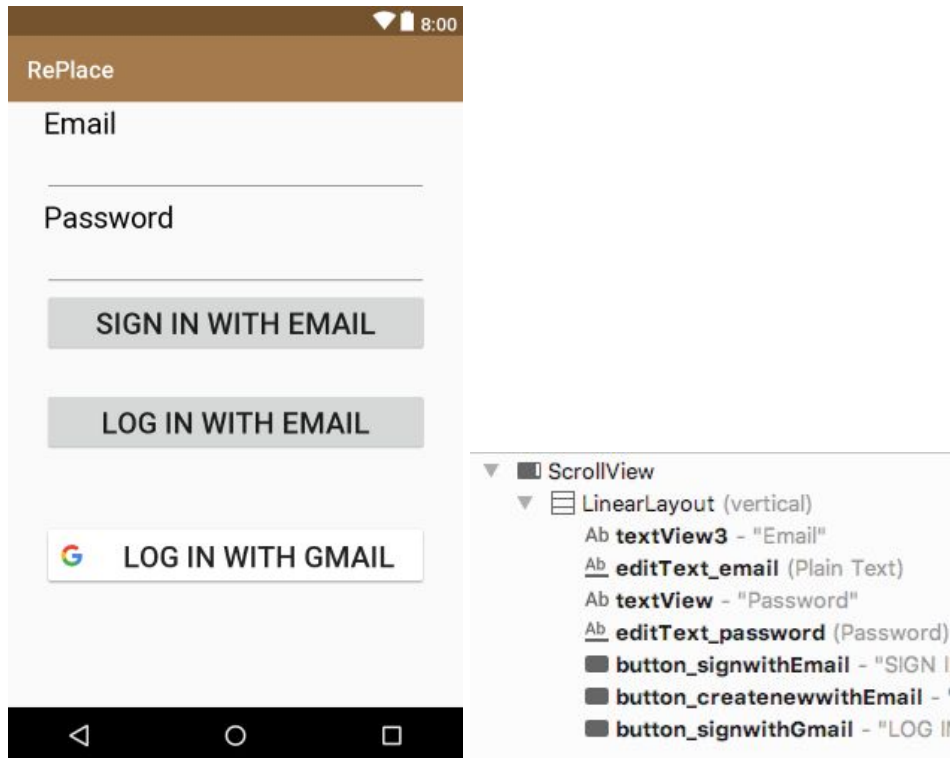 8:00
RePlace
Email
Password
SIGN IN WITH EMAIL
LOG IN WITH EMAIL
LOG IN WITH GMAIL
ScrollView
LinearLayout (vertical)
Ab textView3 - "Email"
Ab editText_email (Plain Text)
Ab textView - "Password"
Ab editText_password (Password)
button_signwithEmail - "SIGN I
button_createnewwithEmail - "
button_signwithGmail - "LOG IN